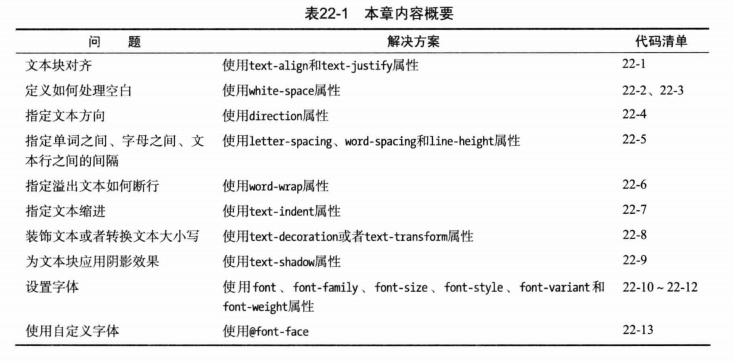 表22-1 本章内容概要
问 题 解决方案 代码清单
文本块对齐 使用text-align和text-justify属性 22-1
定义如何处理空白 使用white-space属性 22-2、22-3
指定文本方向 使用direction属性 22-4
指定单词之间、字母之间、文 使用letter-spacing、word-spacing和line-height属性 22-5
本行之间的间隔
指定溢出文本如何断行 使用word-wrap属性 22-6
指定文本缩进 使用text-indent属性 22-7
装饰文本或者转换文本大小写 使用text-decoration或者text-transform属性 22-8
为文本块应用阴影效果 使用text-shadow属性 22-9
设置字体 使用font、font-family、font-size、font-style、font-variant和 22-10~22-12
font-weight属性
使用自定义字体 使用@font-face 22-13